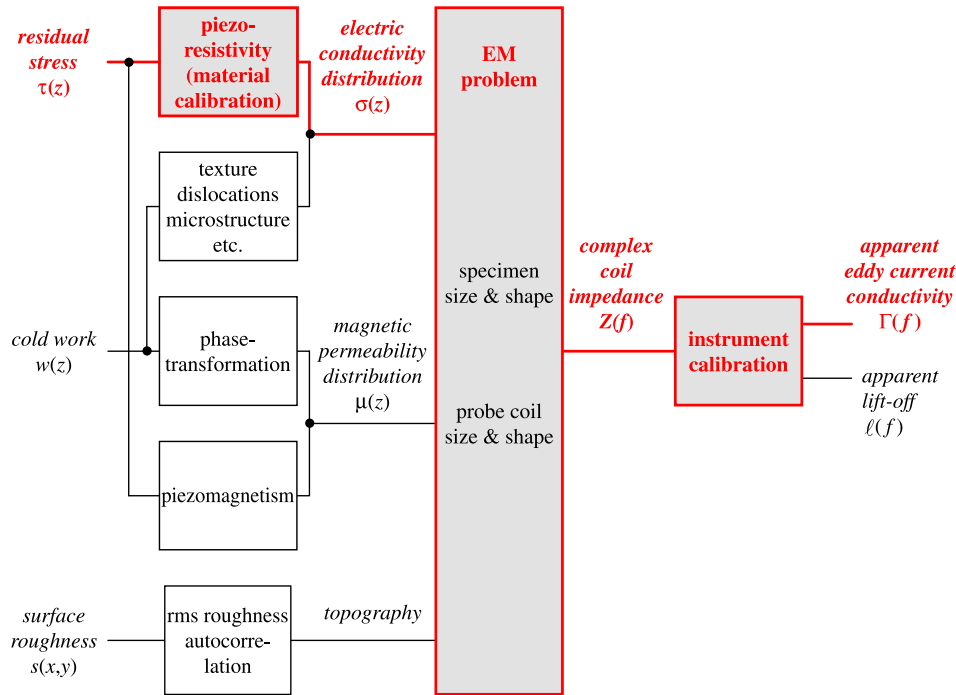 residual
stress
τ(z)
piezo-
resistivity
(material
calibration)
electric
conductivity
distribution
σ(z)
EM
problem
texture
dislocations
microstructure
etc.
specimen
size & shape
complex
coil
impedance
Z(f)
apparent
eddy current
conductivity
Γ(f)
cold work
w(z)
phase-
transformation
magnetic
permeability
distribution
μ(z)
instrument
calibration
probe coil
size & shape
apparent
lift-off
ℓ(f)
piezomagnetism
surface
roughness
s(x,y)
rms roughness
autocorre-
lation
topography